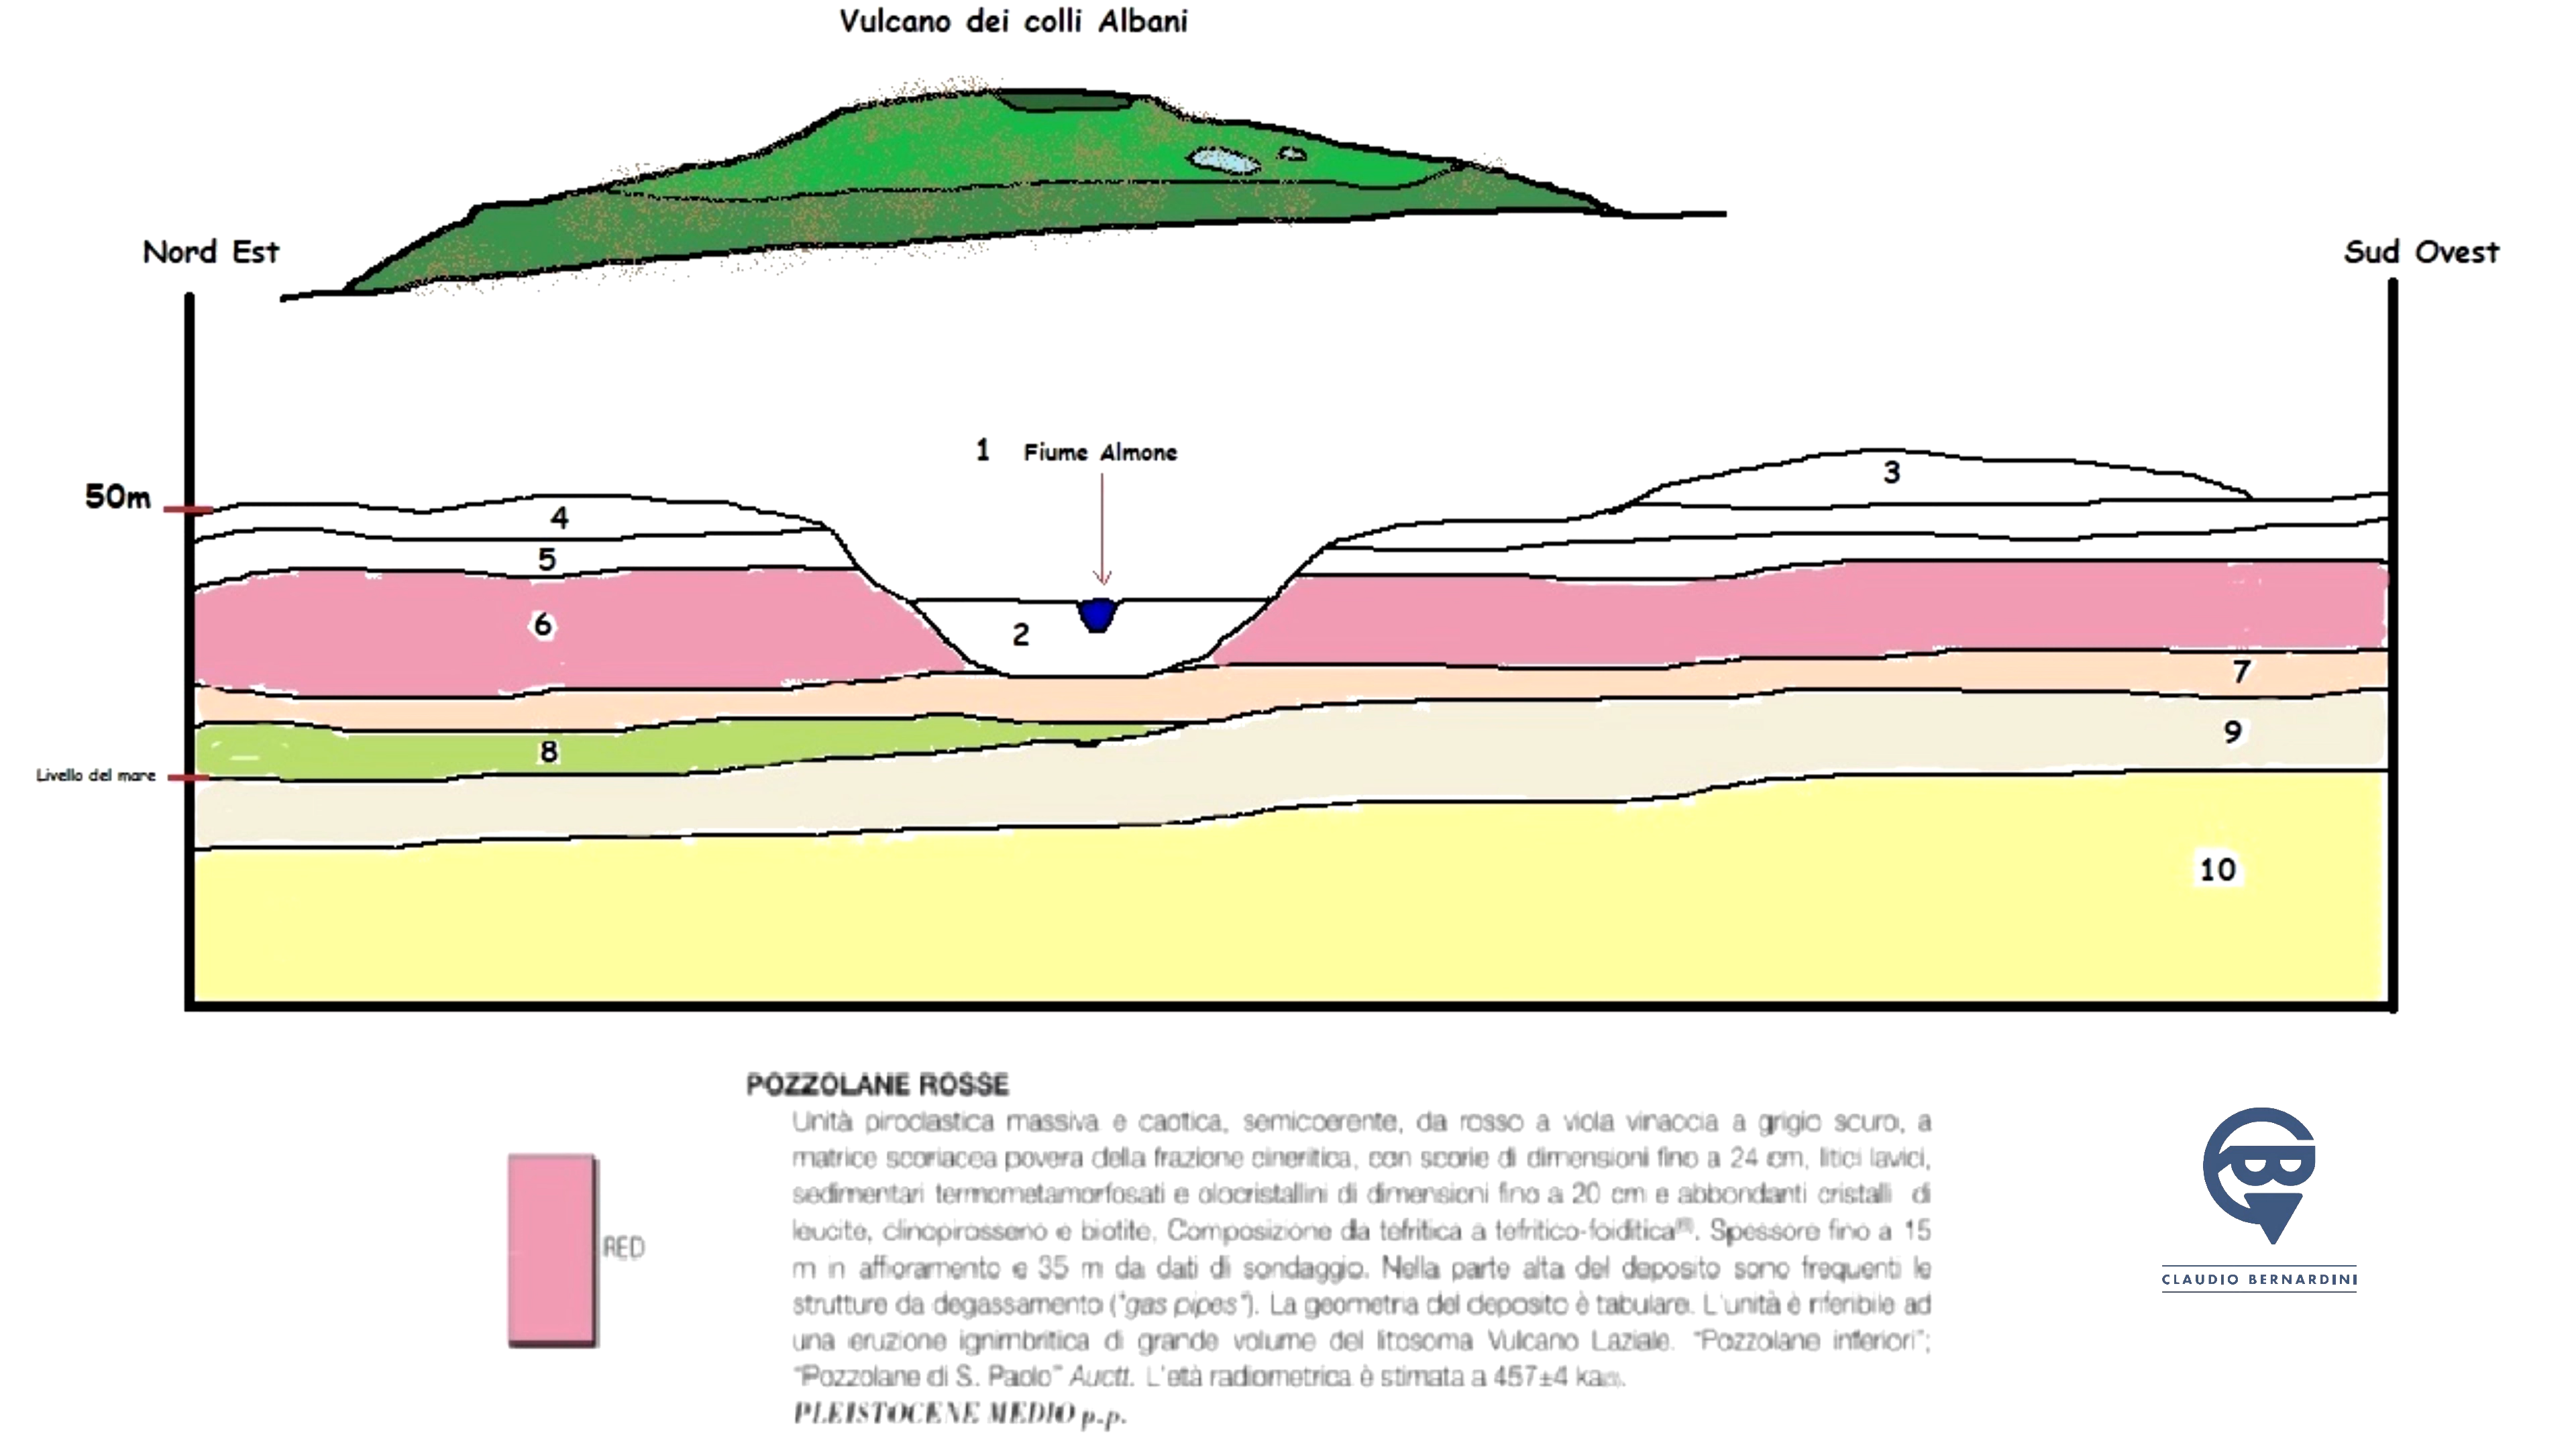 Vulcano dei colli Albani
Nord Est
Sud Ovest
1 Fiume Almone
3
50m
4
5
6
2
7
9
8
Livello del mare
10
POZZOLANE ROSSE
Unità piroclastica massiva e caotica, semicoerente, da rosso a viola vinaccia a grigio scuro, a
matrice scoriacea povera della frazione cineritica, con scorie di dimensioni fino a 24 cm, litici lavici,
sedimentari termometamorfosati e olocristallini di dimensioni fino a 20 cm e abbondanti cristalli di
leucite, clinopirosseno e biotite. Composizione da tefritica a tefritico-foiditica. Spessore fino a 15
m in affioramento e 35 m da dati di sondaggio. Nella parte alta del deposito sono frequenti le
strutture da degassamento ("gas pipes"). La geometria del deposito è tabulare. L'unità è riferibile ad
una eruzione ignimbritica di grande volume del litosoma Vulcano Laziale. "Pozzolane inferiori";
"Pozzolane di S. Paolo" Auctt. L'età radiometrica è stimata a 457±4 ka.
PLEISTOCENE MEDIO p.p.
RED
CLAUDIO BERNARDINI